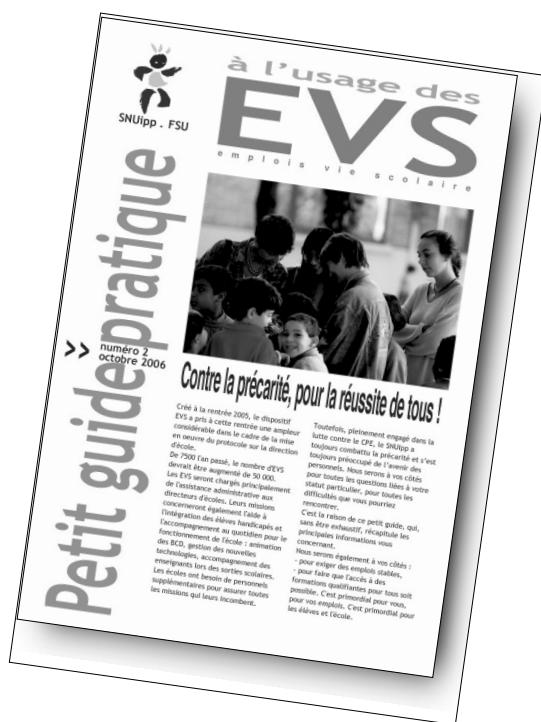 SNUipp . FSU
à l'usage des
EVS
emplois vie scolaire
Petit guide pratique
>> numéro 2
octobre 2006
Contre la précarité, pour la réussite de tous !
Créé à la rentrée 2005, le dispositif
EVS a pris à cette rentrée une ampleur
considérable dans le cadre de la mise
en oeuvre du protocole sur la direction
d'école.
De 7500 l'an passé, le nombre d'EVS
devrait être augmenté de 50 000.
Les EVS seront chargés principalement
de l'assistance administrative aux
directeurs d'écoles. Leurs missions
concerneront également l'aide à
l'intégration des élèves handicapés et
l'accompagnement au quotidien pour le
fonctionnement de l'école : animation
des BCD, gestion des nouvelles
technologies, accompagnement des
enseignants lors des sorties scolaires.
Les écoles ont besoin de personnels
supplémentaires pour assurer toutes
les missions qui leurs incombent.
Toutefois, pleinement engagé dans la
lutte contre le CPE, le SNUipp a
toujours combattu la précarité et s'est
toujours préoccupé de l'avenir des
personnels. Nous serons à vos côtés
pour toutes les questions liées à votre
statut particulier, pour toutes les
difficultés que vous pourriez
rencontrer.
C'est la raison de ce petit guide, qui,
sans être exhaustif, récapitule les
principales informations vous
concernant.
Nous serons également à vos côtés :
- pour exiger des emplois stables,
- pour faire que l'accès à des
formations qualifiantes pour tous soit
possible. C'est primordial pour vous,
pour vos emplois. C'est primordial pour
les élèves et l'école.